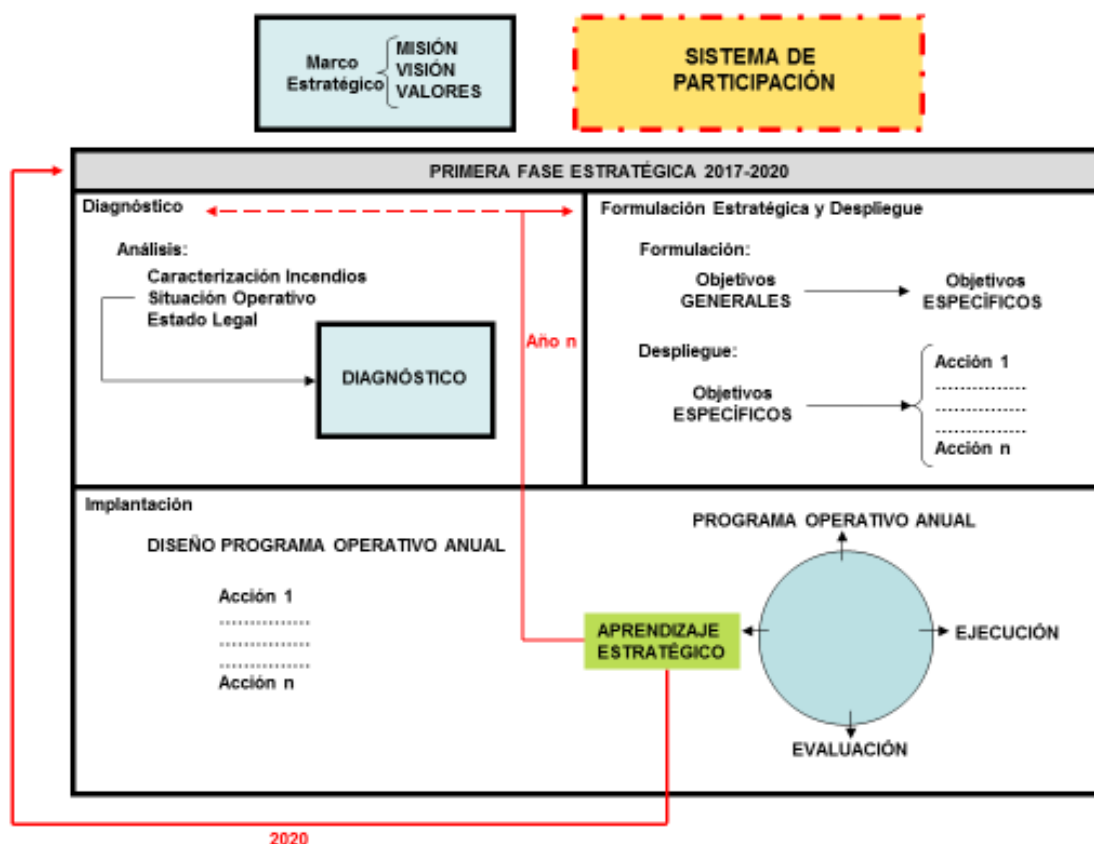 Marco
Estratégico
MISIÓN
VISIÓN
VALORES
SISTEMA DE
PARTICIPACIÓN
PRIMERA FASE ESTRATÉGICA 2017-2020
Diagnóstico
Análisis:
Caracterización Incendios
Situación Operativo
Estado Legal
DIAGNÓSTICO
Año n
Formulación Estratégica y Despliegue
Formulación:
Objetivos
GENERALES
Objetivos
ESPECÍFICOS
Despliegue:
Objetivos
ESPECÍFICOS
Acción 1
................
................
................
Acción n
Implantación
DISEÑO PROGRAMA OPERATIVO ANUAL
Acción 1
................
................
................
Acción n
PROGRAMA OPERATIVO ANUAL
APRENDIZAJE
ESTRATÉGICO
EJECUCIÓN
EVALUACIÓN
2020